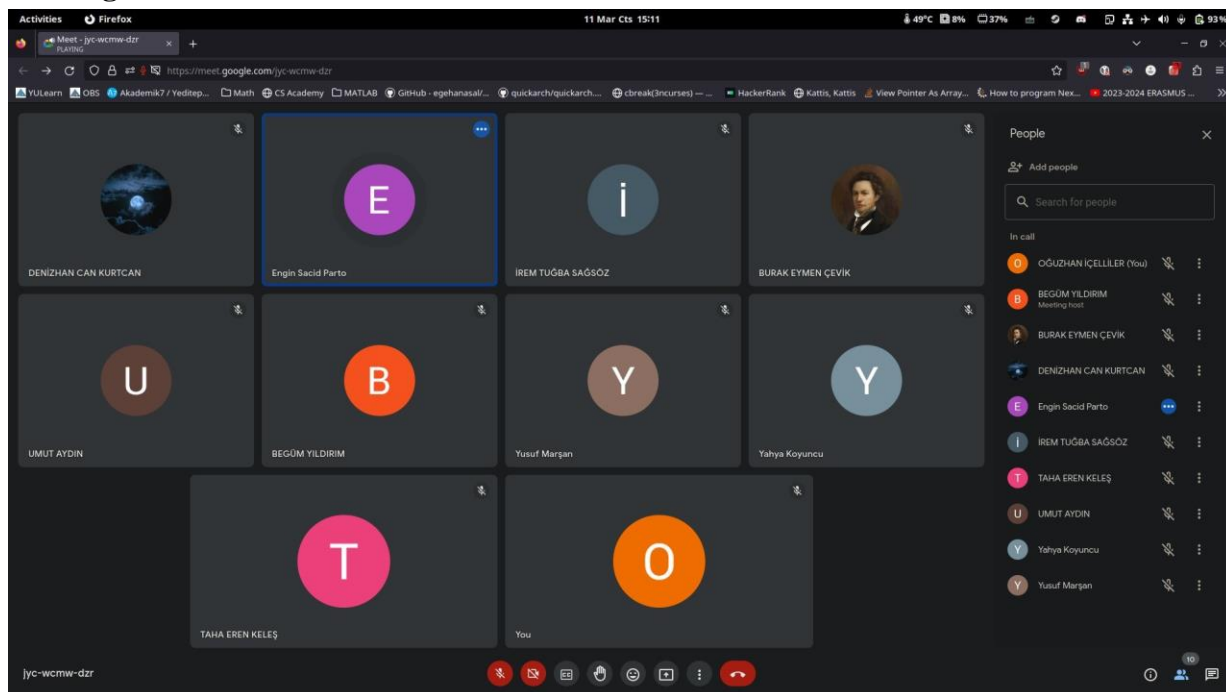 Activities Firefox 11 Mar Cts 15:11 49°C 8% 37% 93%
Meet - jyc-wcmw-dzr
PLAYING
https://meet.google.com/jyc-wcmw-dzr
YULearn OBS Akademik7 / Yeditep... Math CS Academy MATLAB GitHub - egehanasal/... quickarch/quickarch.... cbreak(3ncurses) — ... HackerRank Kattis, Kattis View Pointer As Array... How to program Nex... 2023-2024 ERASMUS ...
DENİZHAN CAN KURTCAN
E
Engin Sacid Parto
i
İREM TUĞBA SAĞSÖZ
BURAK EYMEN ÇEVİK
U
UMUT AYDIN
B
BEGÜM YILDIRIM
Y
Yusuf Marşan
Y
Yahya Koyuncu
T
TAHA EREN KELEŞ
O
You
People
Add people
Search for people
In call
O OĞUZHAN İÇELLİLER (You)
B BEGÜM YILDIRIM
Meeting host
BURAK EYMEN ÇEVİK
DENİZHAN CAN KURTCAN
E Engin Sacid Parto
i İREM TUĞBA SAĞSÖZ
T TAHA EREN KELEŞ
U UMUT AYDIN
Y Yahya Koyuncu
Y Yusuf Marşan
jyc-wcmw-dzr
CC
10